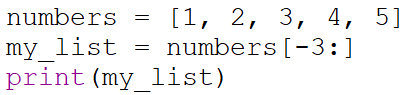 numbers = [1, 2, 3, 4, 5]
my_list = numbers[-3:]
print(my_list)